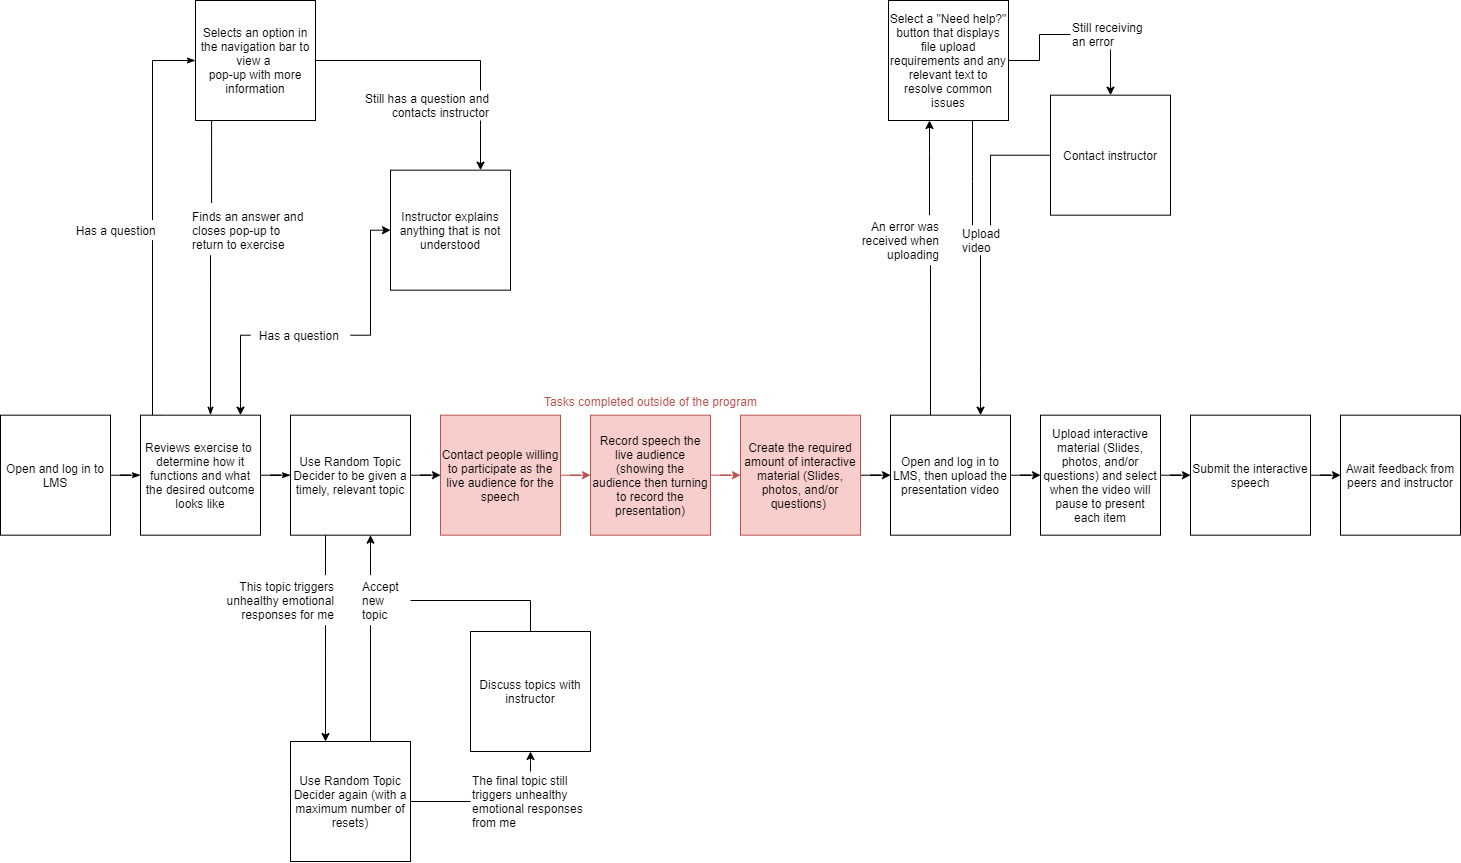 Selects an option in
the navigation bar to
view a
pop-up with more
information
Still has a question and
contacts instructor
Instructor explains
anything that is not
understood
Has a question
Finds an answer and
closes pop-up to
return to exercise
Has a question
Select a "Need help?"
button that displays
file upload
requirements and any
relevant text to
resolve common
issues
Still receiving
an error
Contact instructor
An error was
received when
uploading
Upload
video
Tasks completed outside of the program
Open and log in to
LMS
Reviews exercise to
determine how it
functions and what
the desired outcome
looks like
Use Random Topic
Decider to be given a
timely, relevant topic
Contact people willing
to participate as the
live audience for the
speech
Record speech the
live audience
(showing the
audience then turning
to record the
presentation)
Create the required
amount of interactive
material (Slides,
photos, and/or
questions)
Open and log in to
LMS, then upload the
presentation video
Upload interactive
material (Slides,
photos, and/or
questions) and select
when the video will
pause to present
each item
Submit the interactive
speech
Await feedback from
peers and instructor
This topic triggers
unhealthy emotional
responses for me
Accept
new
topic
Discuss topics with
instructor
Use Random Topic
Decider again (with a
maximum number of
resets)
The final topic still
triggers unhealthy
emotional responses
from me